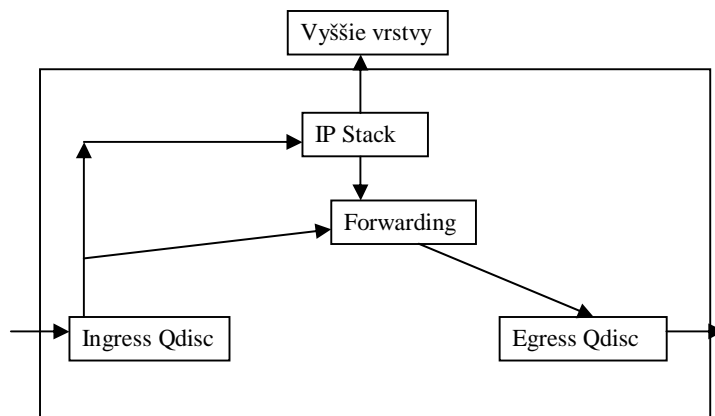 Vyššie vrstvy
IP Stack
Forwarding
Ingress Qdisc
Egress Qdisc